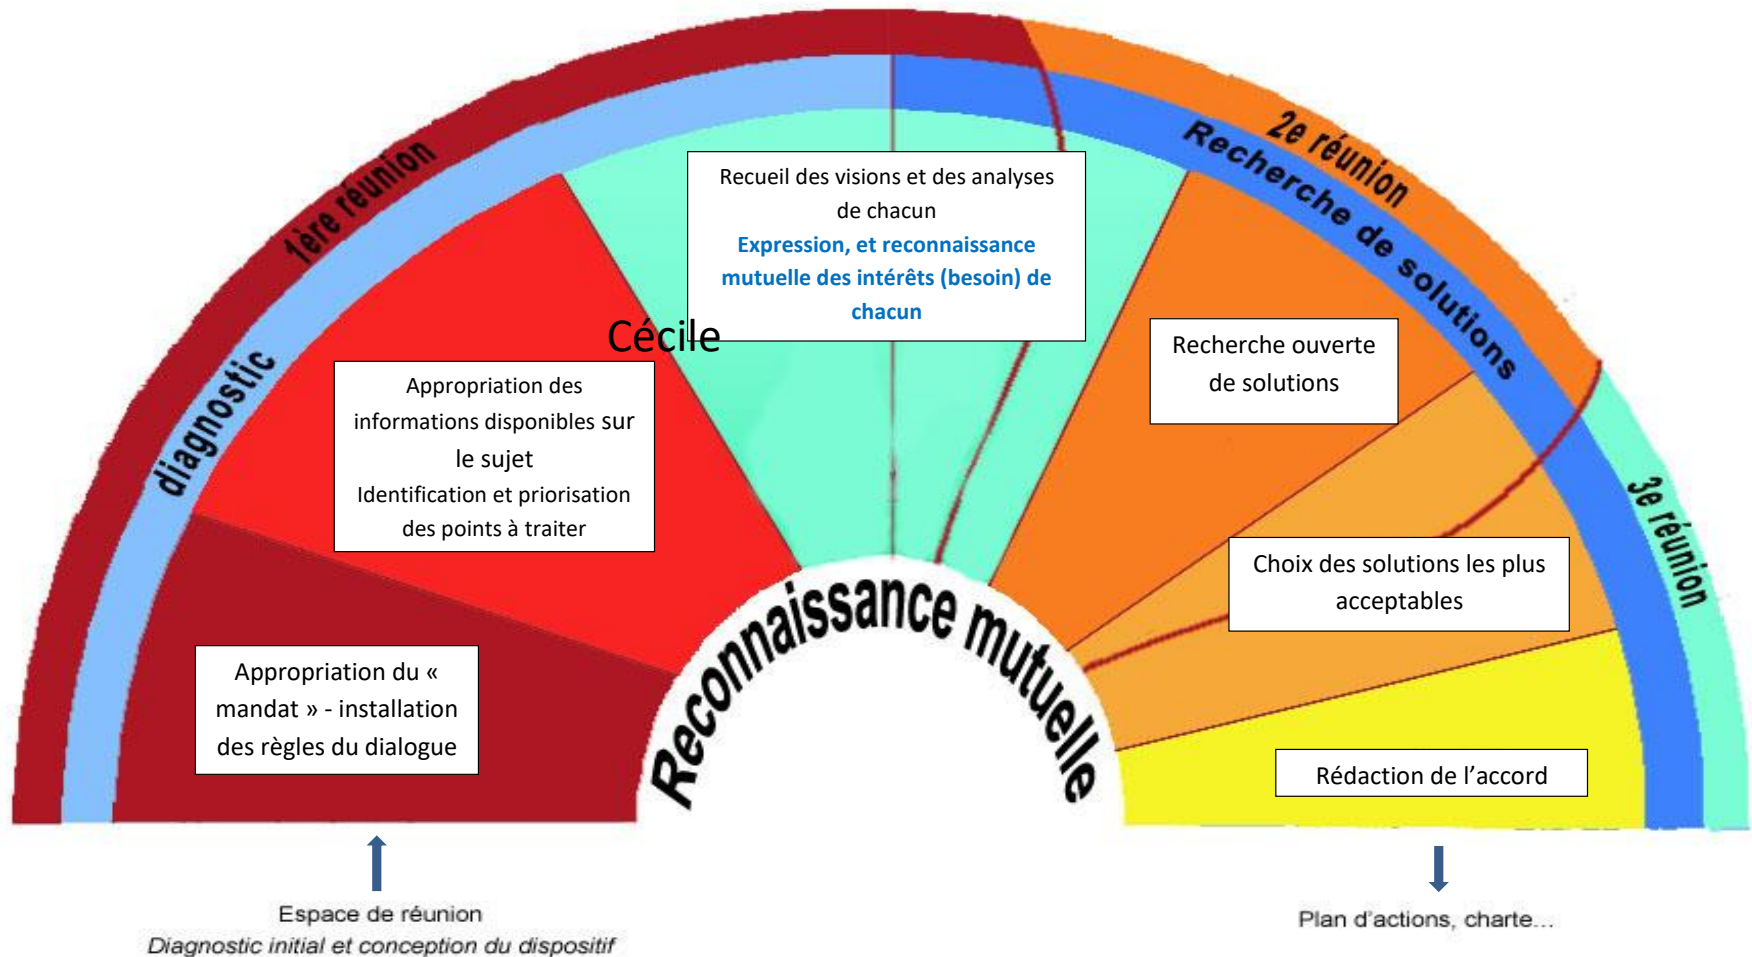 1ère réunion
diagnostic
2e réunion
Recherche de solutions
3e réunion
Recueil des visions et des analyses
de chacun
Expression, et reconnaissance
mutuelle des intérêts (besoin) de
chacun
Cécile
Appropriation des
informations disponibles sur
le sujet
Identification et priorisation
des points à traiter
Appropriation du «
mandat » - installation
des règles du dialogue
Recherche ouverte
de solutions
Choix des solutions les plus
acceptables
Rédaction de l’accord
Reconnaissance mutuelle
Espace de réunion
Diagnostic initial et conception du dispositif
Plan d'actions, charte...